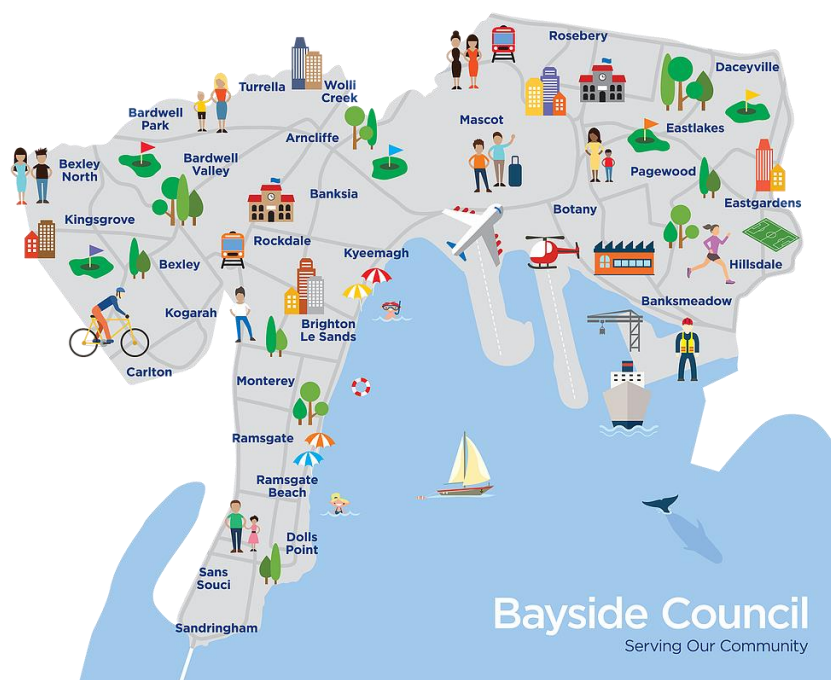 Rosebery
Daceyville
Turrella
Wolli
Creek
Bardwell
Park
Mascot
Eastlakes
Arncliffe
Bexley
North
Bardwell
Valley
Pagewood
Banksia
Eastgardens
Kingsgrove
Botany
Rockdale
Kyeemagh
Bexley
Hillsdale
Banksmeadow
Kogarah
Brighton
Le Sands
Carlton
Monterey
Ramsgate
Ramsgate
Beach
Dolls
Point
Sans
Souci
Sandringham
Bayside Council
Serving Our Community